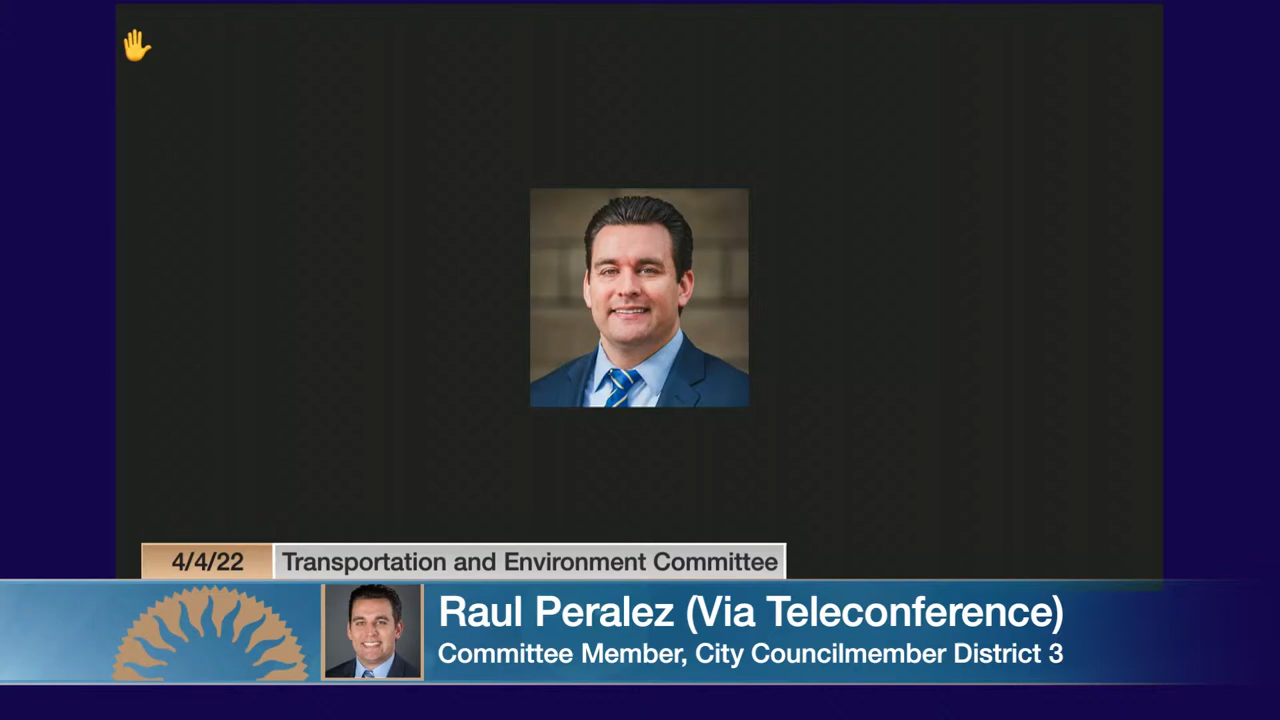 4/4/22
Transportation and Environment Committee
Raul Peralez (Via Teleconference)
Committee Member, City Councilmember District 3